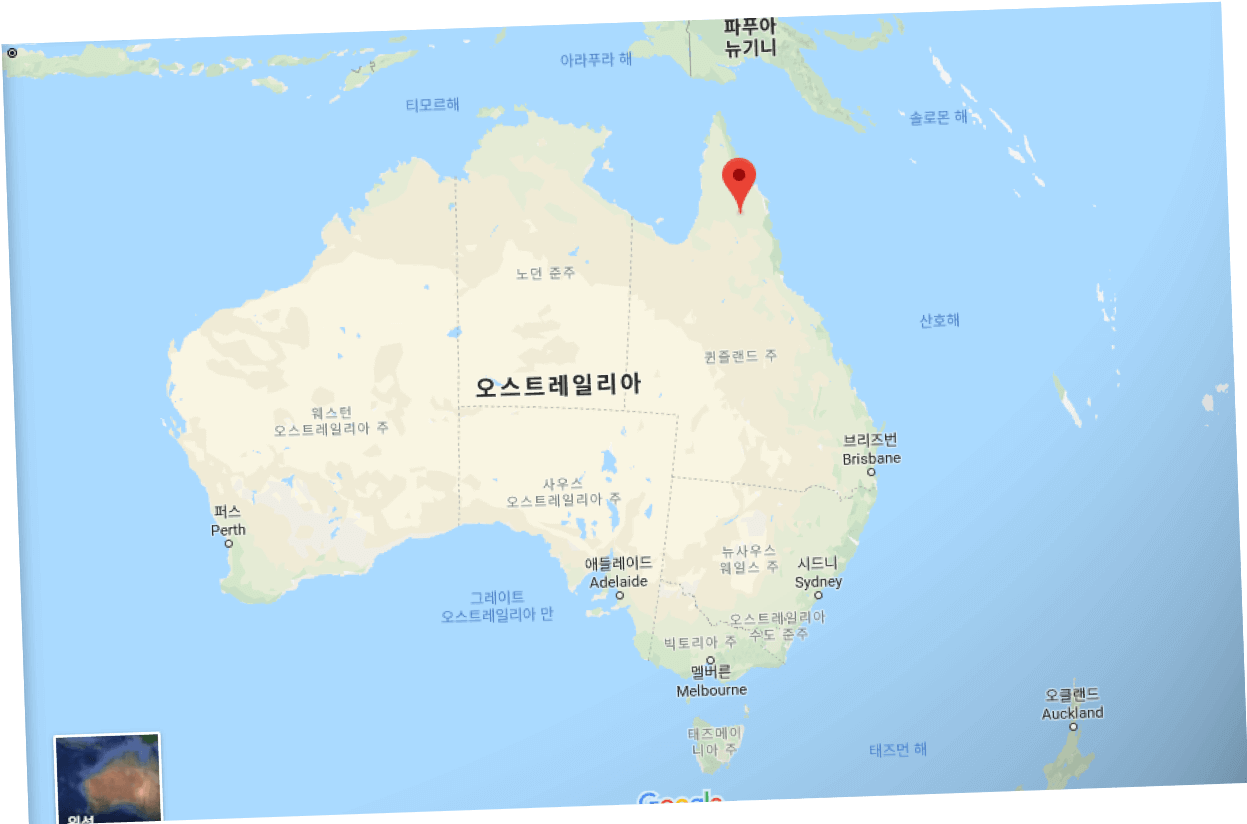 파푸아
뉴기니
아라푸라 해
티모르해
솔로몬 해
노던 준주
산호해
퀸즐랜드 주
오스트레일리아
웨스턴
오스트레일리아 주
브리즈번
Brisbane
사우스
오스트레일리아 주
퍼스
Perth
뉴사우스
웨일스 주
애들레이드
Adelaide
시드니
Sydney
그레이트
오스트레일리아 만
오스트레일리아
수도 준주
빅토리아 주
멜버른
Melbourne
오클랜드
Auckland
태즈메이
니아 주
태즈먼 해
Google
위성